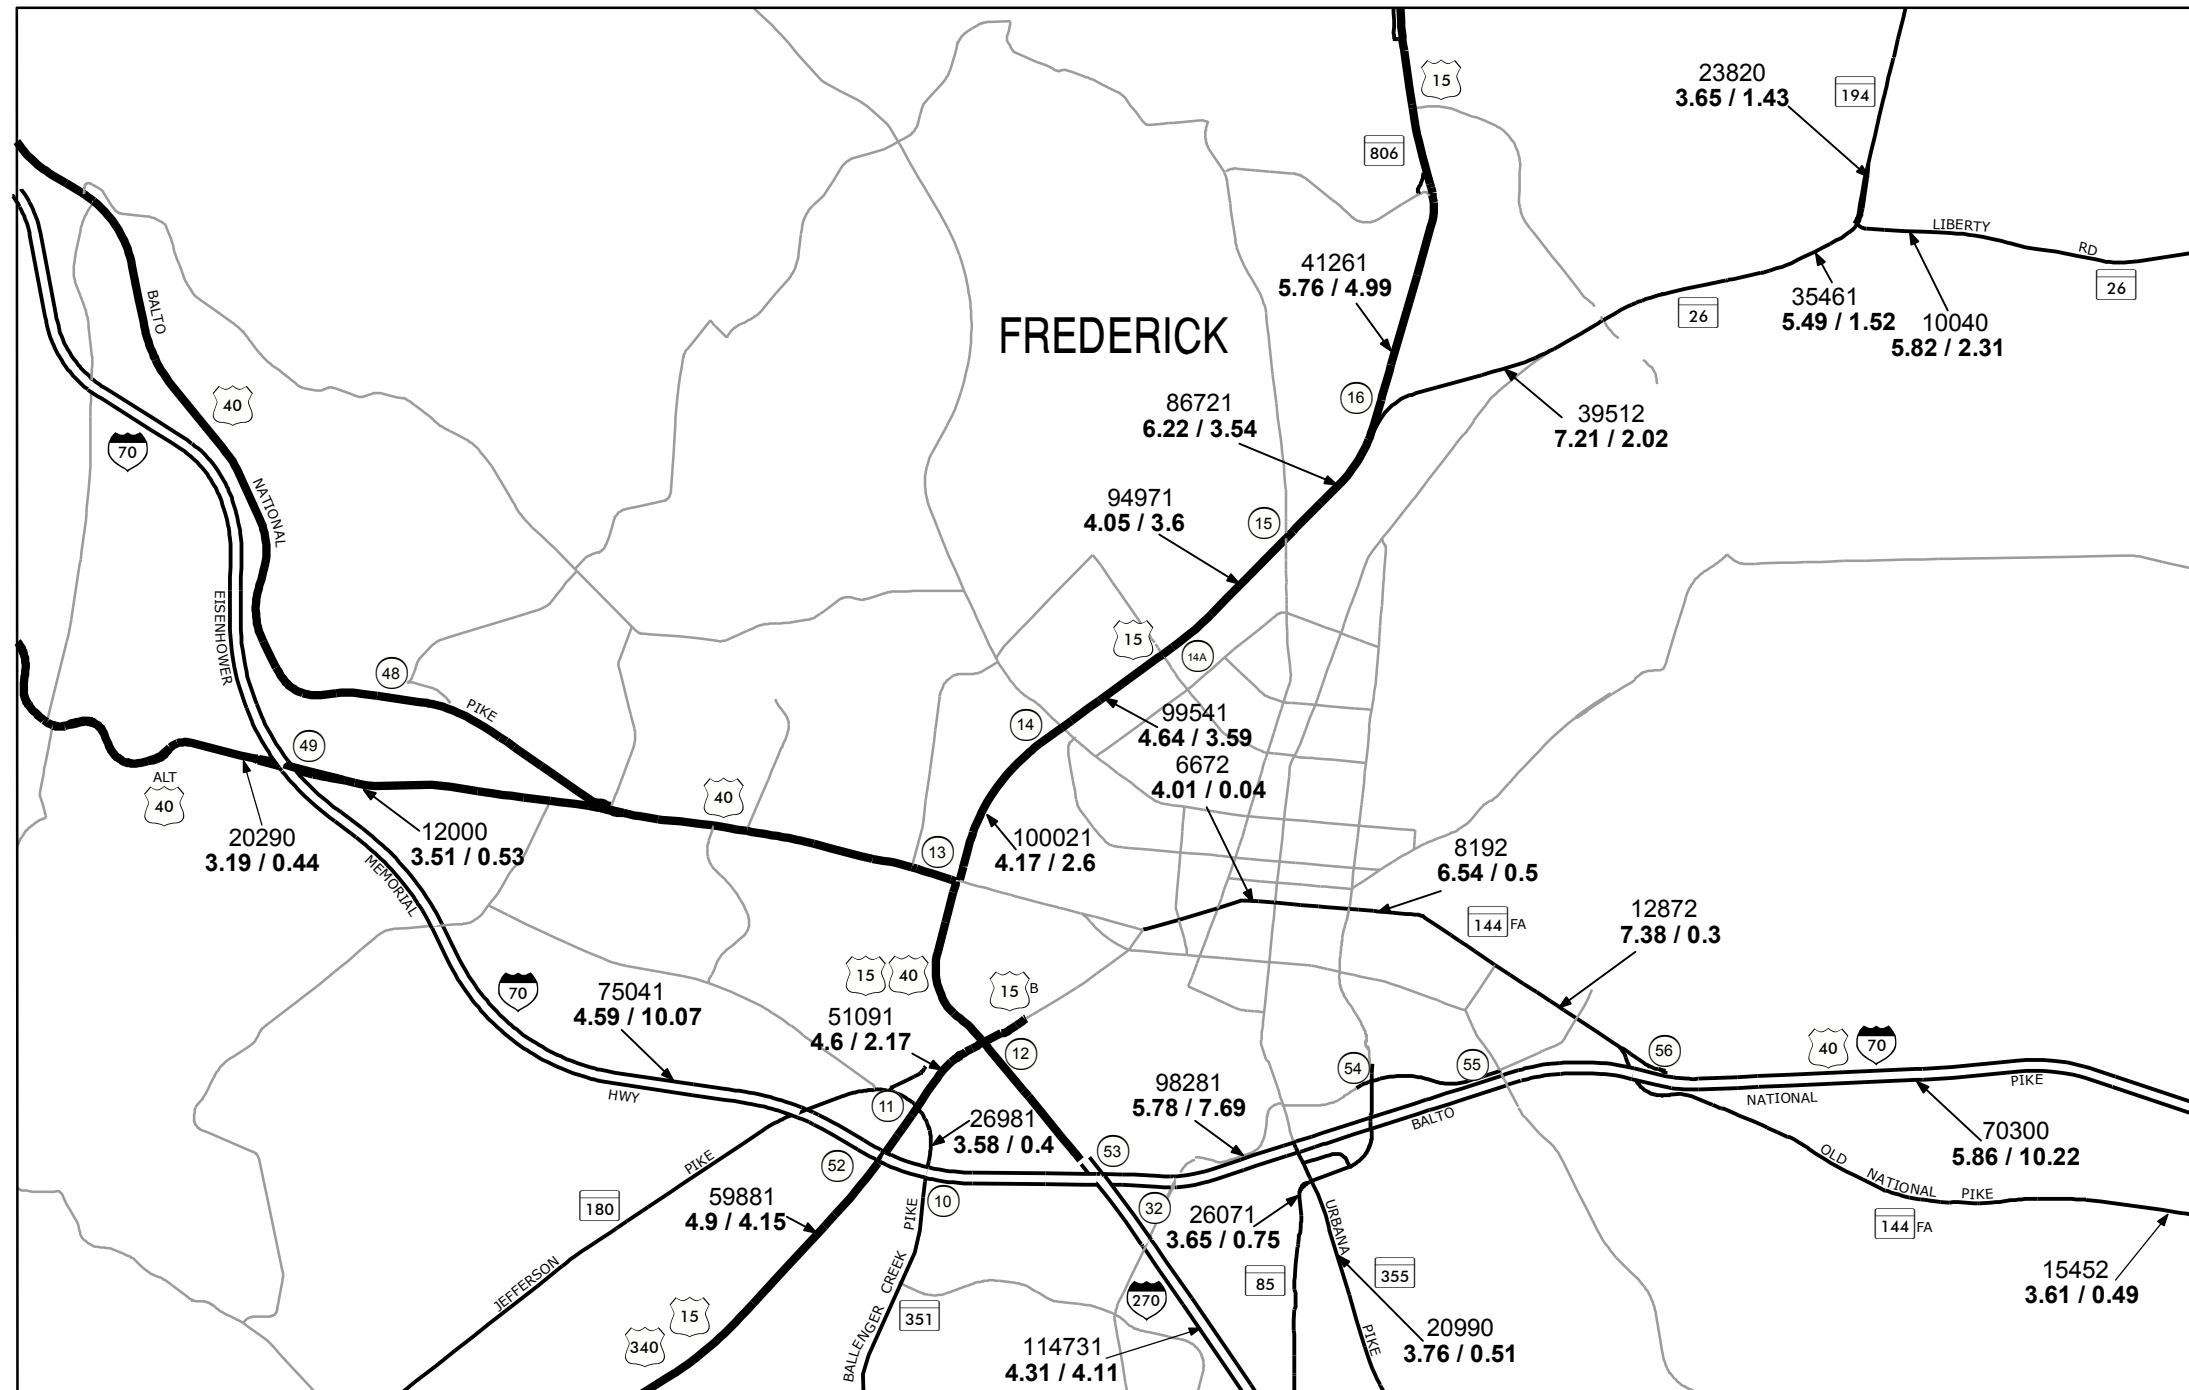 15
23820
3.65 / 1.43
194
806
LIBERTY
RD
26
41261
5.76 / 4.99
35461
5.49 / 1.52
10040
5.82 / 2.31
26
BALTO
FREDERICK
40
70
16
86721
6.22 / 3.54
39512
7.21 / 2.02
NATIONAL
94971
4.05 / 3.6
15
EISENHOWER
15
14A
48
PIKE
14
99541
4.64 / 3.59
49
6672
4.01 / 0.04
ALT
40
40
20290
3.19 / 0.44
12000
3.51 / 0.53
13
100021
4.17 / 2.6
8192
6.54 / 0.5
MEMORIAL
144 FA
12872
7.38 / 0.3
15
40
15 B
70
75041
4.59 / 10.07
51091
4.6 / 2.17
12
54
55
56
40
70
HWY
11
98281
5.78 / 7.69
BALTO
NATIONAL
PIKE
26981
3.58 / 0.4
70300
5.86 / 10.22
PIKE
52
53
OLD
NATIONAL
PIKE
180
59881
4.9 / 4.15
10
PIKE
32
26071
3.65 / 0.75
URBANA
144 FA
JEFFERSON
CREEK
85
355
15452
3.61 / 0.49
15
340
351
270
BALLENGER
114731
4.31 / 4.11
PIKE
20990
3.76 / 0.51